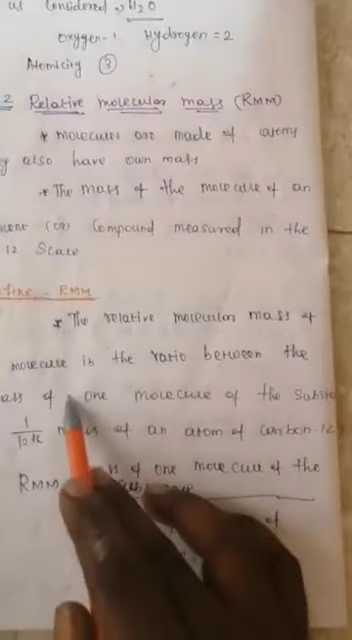 as Considered, H2O
Oxygen - 1. Hydrogen = 2
Atomicity ③
2 Relative molecular mass (RMM)
* molecules are made of atoms
also have own mass
* The mass of the molecule of an
(or) Compound measured in the
12 Scale
RMM
* The relative molecular mass of
molecule is the ratio between the
of one molecule of the
of an atom of carbon
of one molecule of the
RMM
of